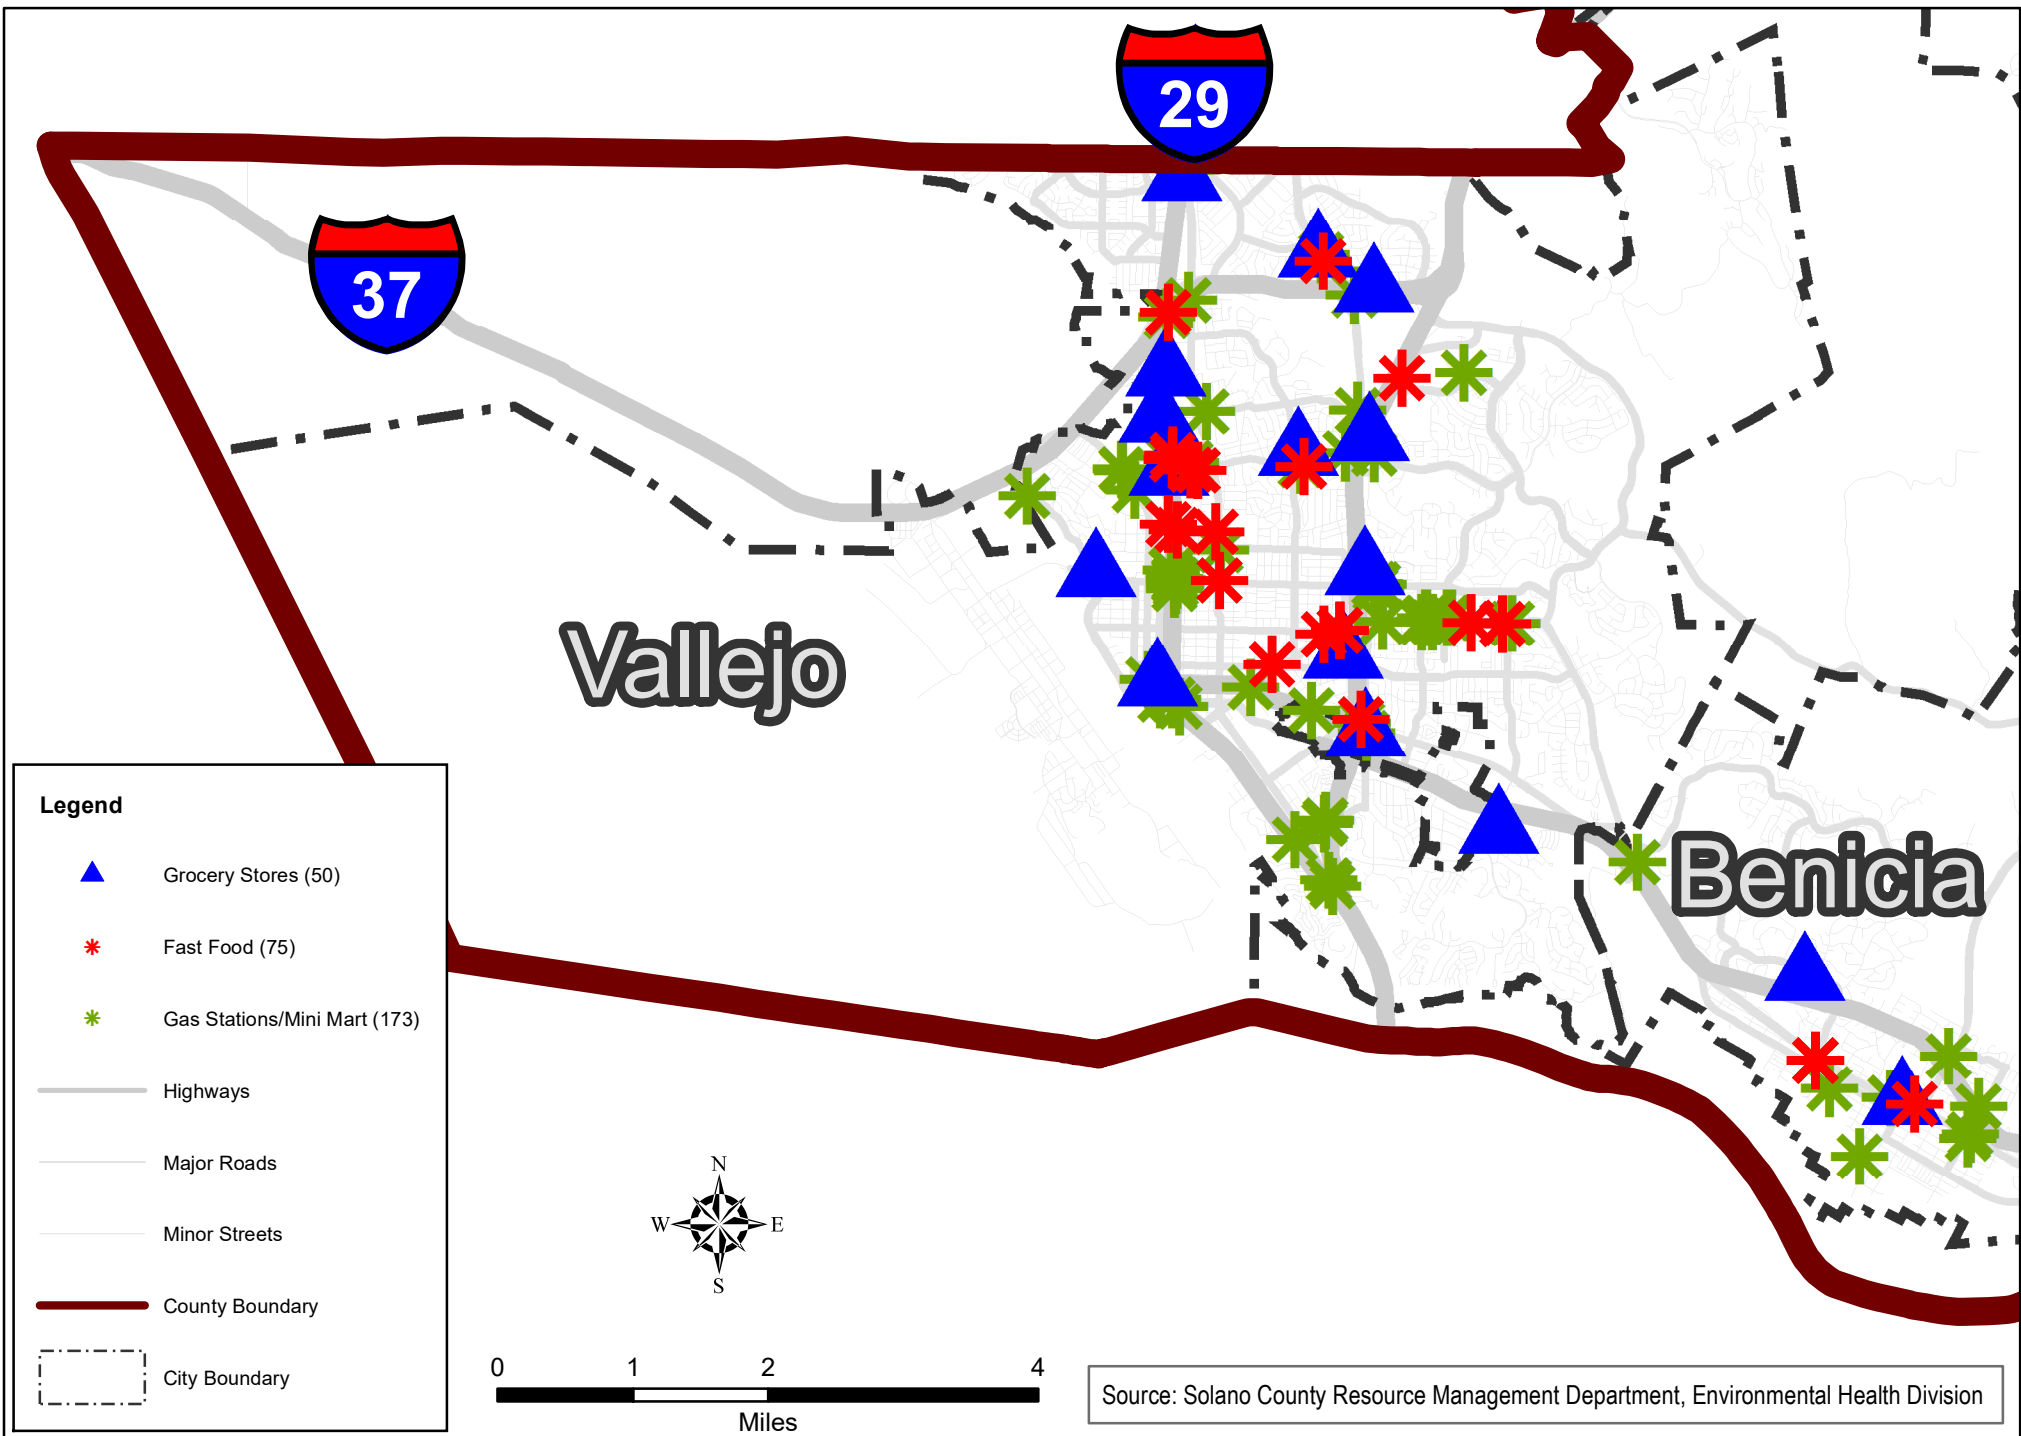 29
37
Vallejo
Benicia
Legend
Grocery Stores (50)
Fast Food (75)
Gas Stations/Mini Mart (173)
Highways
Major Roads
Minor Streets
County Boundary
City Boundary
N
W E
S
0 1 2 4
Miles
Source: Solano County Resource Management Department, Environmental Health Division